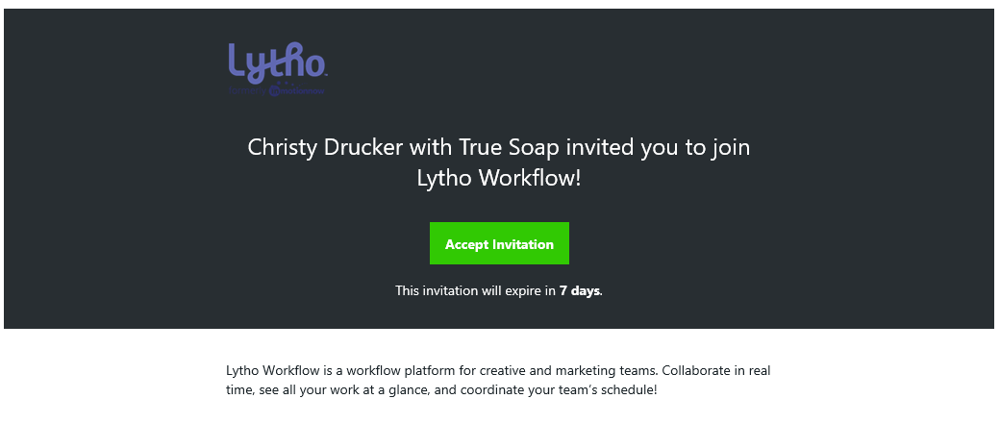 Lytho™
Christy Drucker with True Soap invited you to join
Lytho Workflow!
Accept Invitation
This invitation will expire in 7 days.
Lytho Workflow is a workflow platform for creative and marketing teams. Collaborate in real
time, see all your work at a glance, and coordinate your team’s schedule!